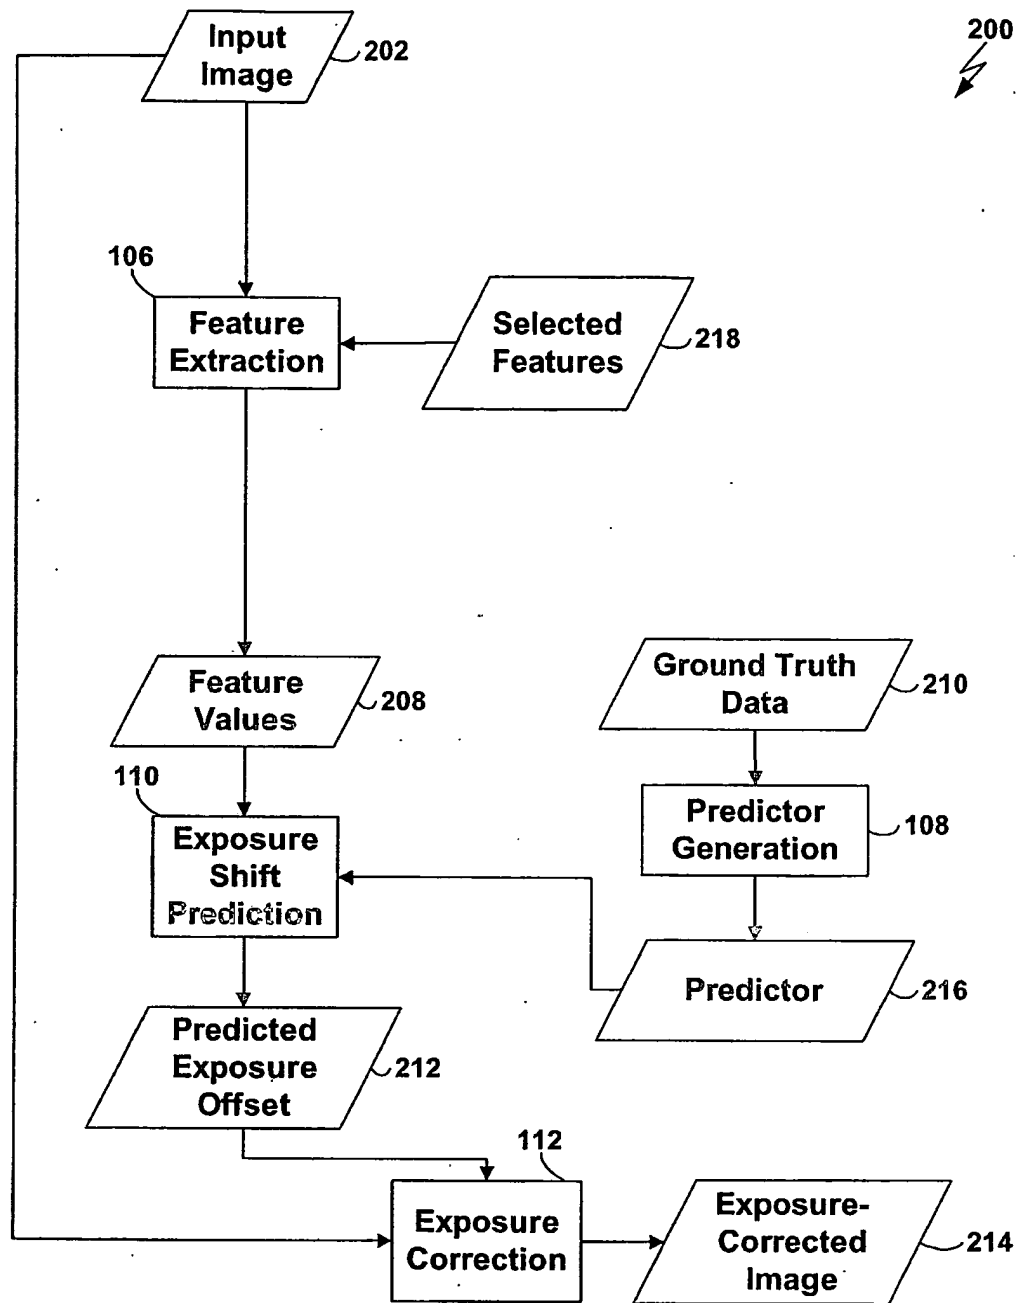 Input
Image
202
200
106
Feature
Extraction
Selected
Features
218
Feature
Values
208
Ground Truth
Data
210
110
Exposure
Shift
Prediction
Predictor
Generation
108
Predictor
216
Predicted
Exposure
Offset
212
112
Exposure
Correction
Exposure-
Corrected
Image
214